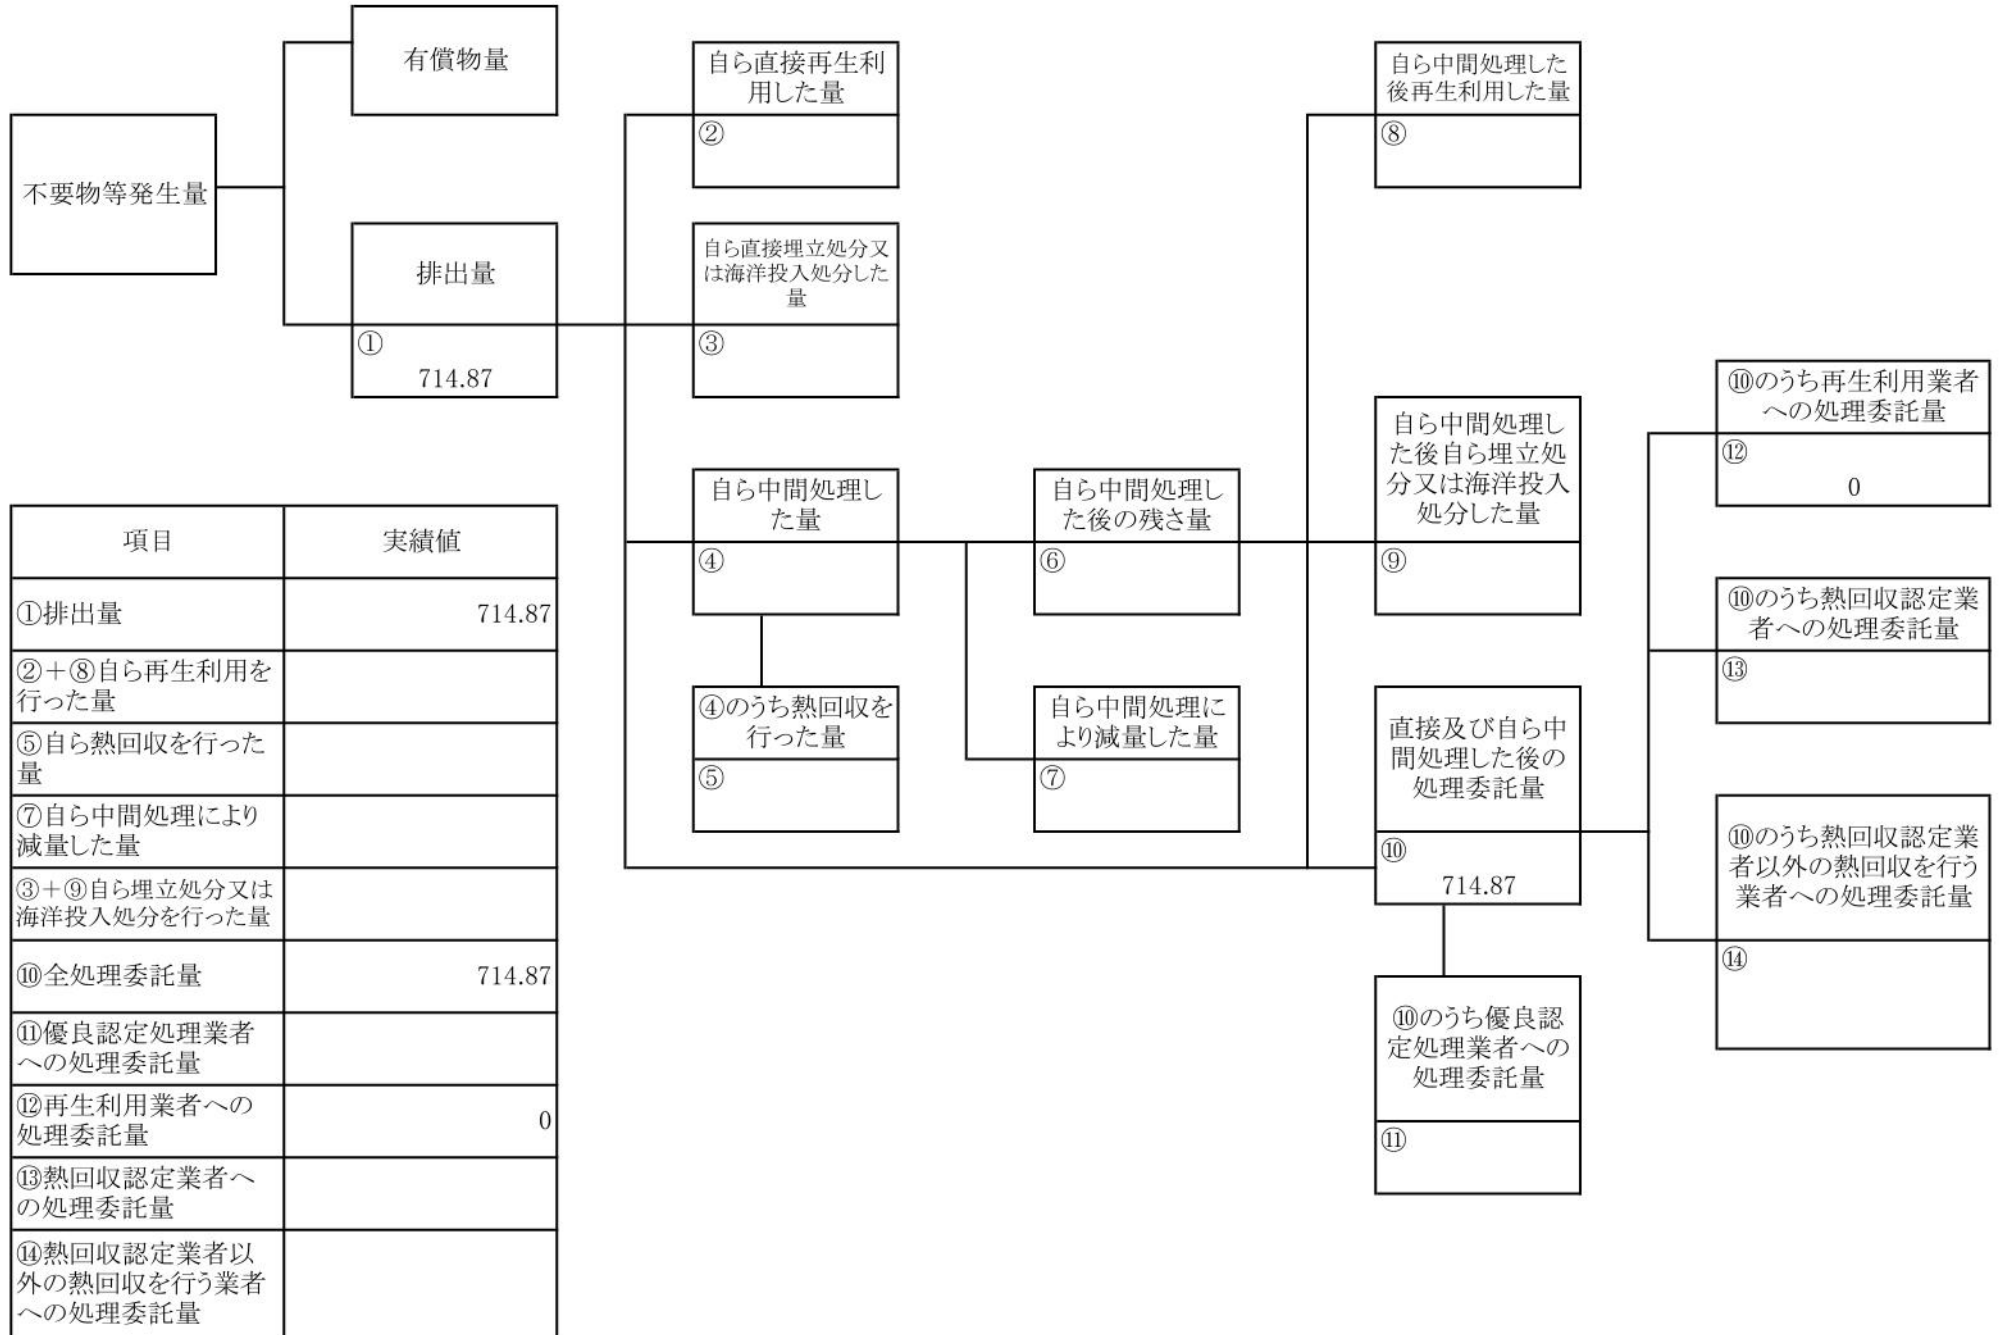 有償物量
不要物等発生量
排出量
①
714.87
自ら直接再生利
用した量
②
自ら直接埋立処分又
は海洋投入処分した
量
③
自ら中間処理し
た量
④
④のうち熱回収を
行った量
⑤
自ら中間処理し
た後の残さ量
⑥
自ら中間処理に
より減量した量
⑦
自ら中間処理した
後再生利用した量
⑧
自ら中間処理し
た後自ら埋立処
分又は海洋投入
処分した量
⑨
直接及び自ら中
間処理した後の
処理委託量
⑩
714.87
⑩のうち優良認
定処理業者への
処理委託量
⑪
⑩のうち再生利用業者
への処理委託量
⑫
0
⑩のうち熱回収認定業
者への処理委託量
⑬
⑩のうち熱回収認定業
者以外の熱回収を行う
業者への処理委託量
⑭
項目 実績値
①排出量 714.87
②＋⑧自ら再生利用を
行った量
⑤自ら熱回収を行った
量
⑦自ら中間処理により
減量した量
③＋⑨自ら埋立処分又は
海洋投入処分を行った量
⑩全処理委託量 714.87
⑪優良認定処理業者
への処理委託量
⑫再生利用業者への
処理委託量 0
⑬熱回収認定業者へ
の処理委託量
⑭熱回収認定業者以
外の熱回収を行う業者
への処理委託量